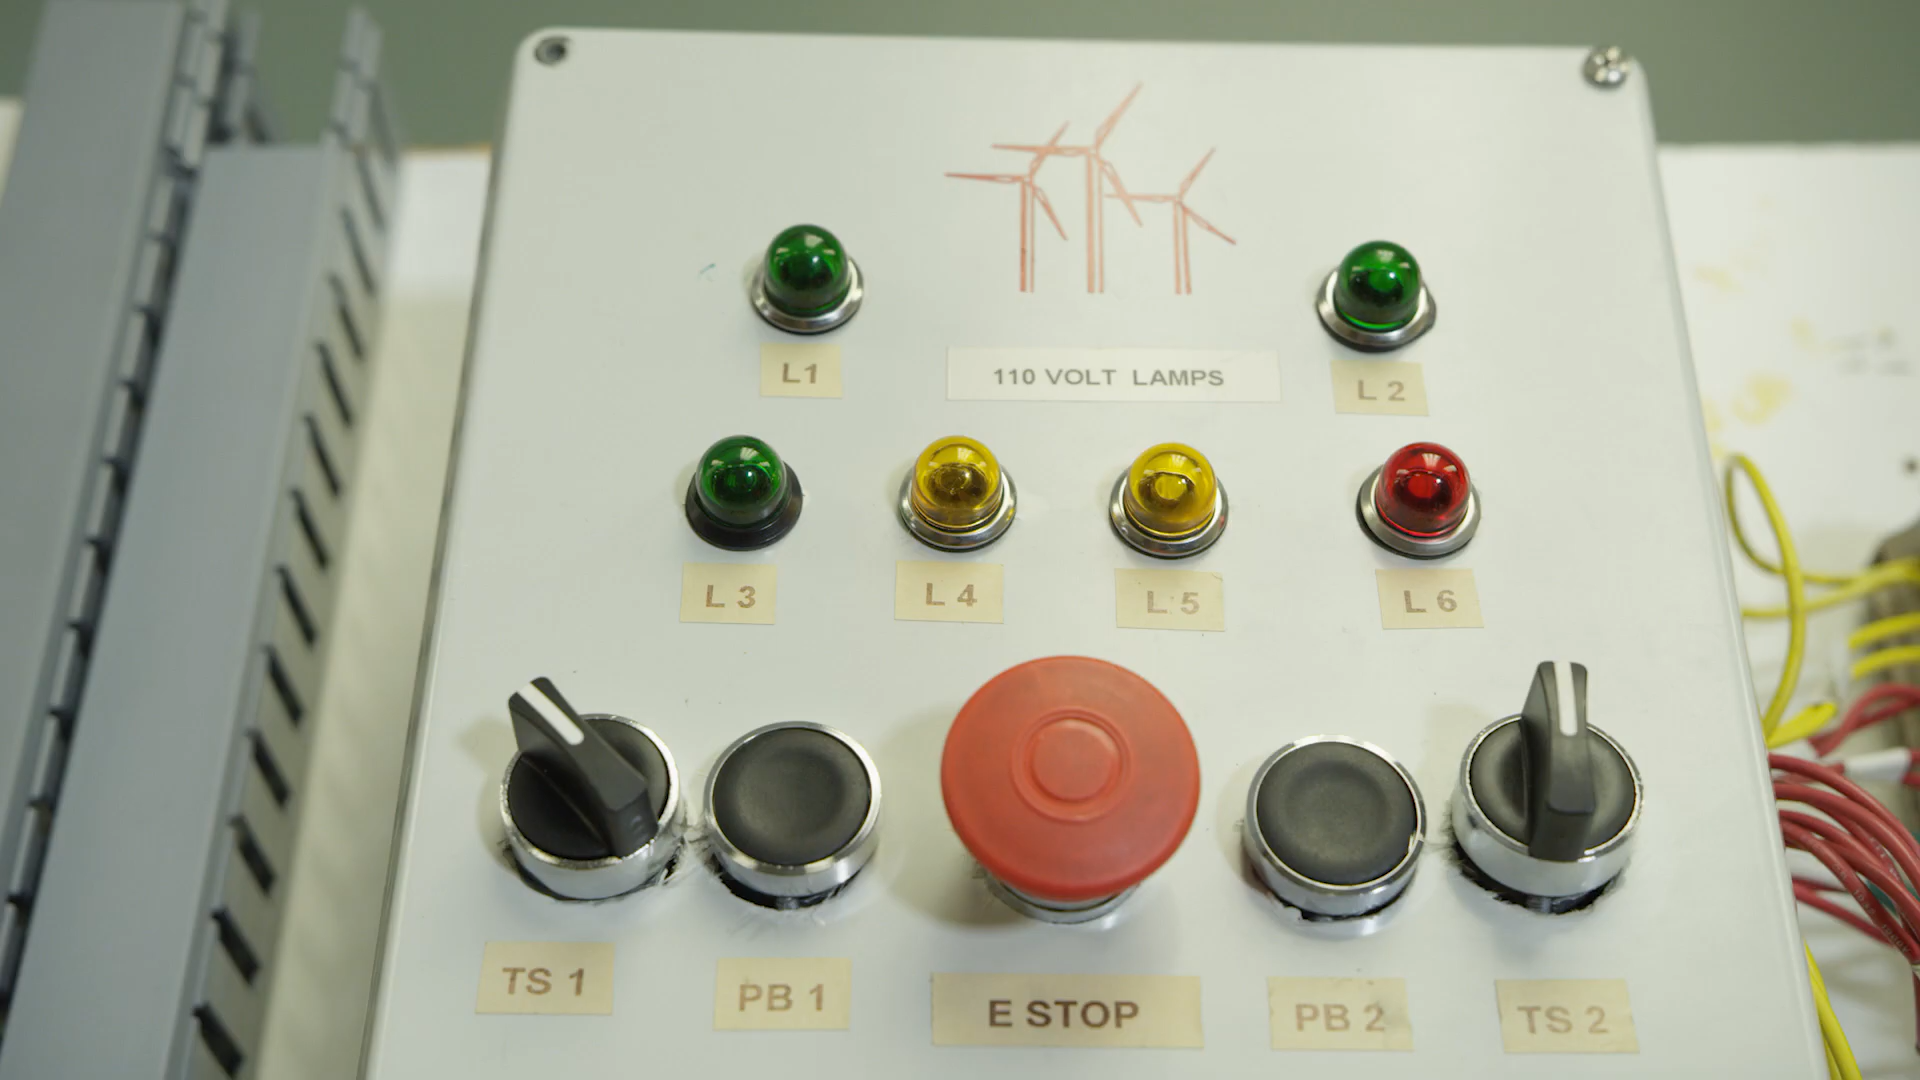 L1
110 VOLT LAMPS
L 2
L 3
L 4
L 5
L 6
TS 1
PB 1
E STOP
PB 2
TS 2